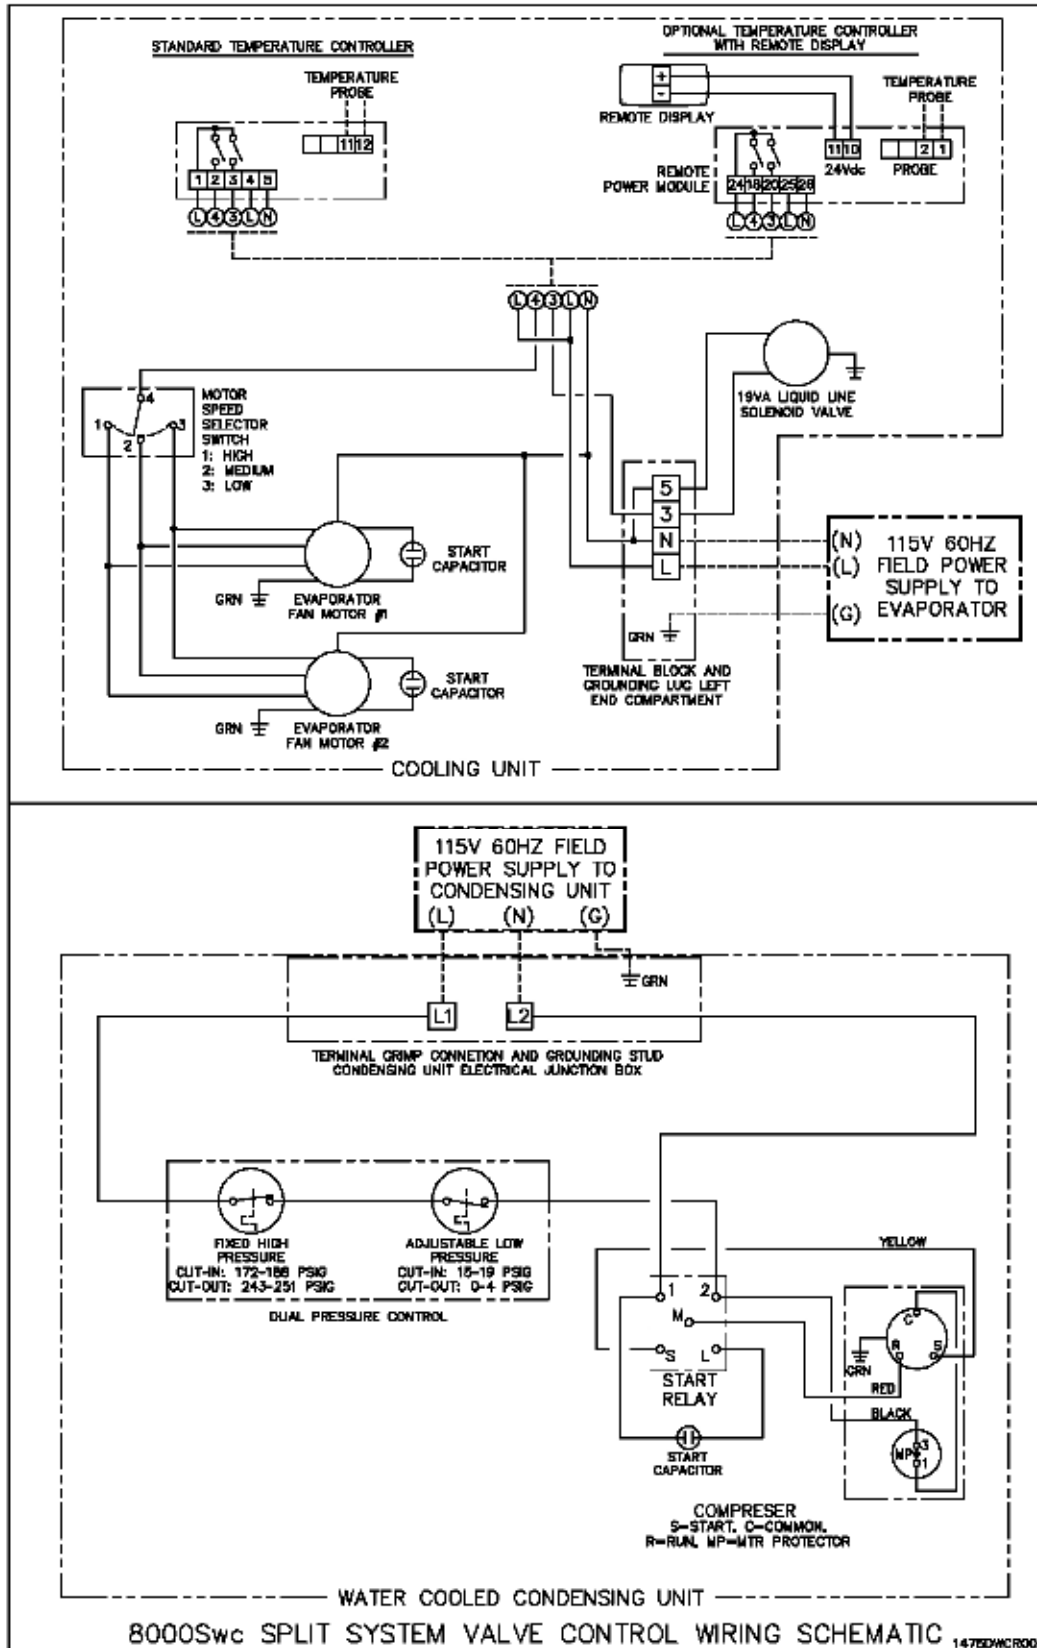 STANDARD TEMPERATURE CONTROLLER
TEMPERATURE
PROBE
11 12
1 2 3 4 5
L 4 3 L N
OPTIONAL TEMPERATURE CONTROLLER
WITH REMOTE DISPLAY
+
-
REMOTE DISPLAY
TEMPERATURE
PROBE
11 10
24Vdc
2 1
PROBE
REMOTE
POWER MODULE
24 18 20 25 26
L 4 3 L N
L 4 3 L N
19VA LIQUID LINE
SOLENOID VALVE
4
1
2
3
MOTOR
SPEED
SELECTOR
SWITCH
1: HIGH
2: MEDIUM
3: LOW
START
CAPACITOR
GRN
EVAPORATOR
FAN MOTOR #1
START
CAPACITOR
GRN
EVAPORATOR
FAN MOTOR #2
5
3
N
L
GRN
TERMINAL BLOCK AND
GROUNDING LUG LEFT
END COMPARTMENT
(N)
(L)
(G)
115V 60HZ
FIELD POWER
SUPPLY TO
EVAPORATOR
COOLING UNIT
115V 60HZ FIELD
POWER SUPPLY TO
CONDENSING UNIT
(L) (N) (G)
GRN
L1 L2
TERMINAL CRIMP CONNETION AND GROUNDING STUD
CONDENSING UNIT ELECTRICAL JUNCTION BOX
FIXED HIGH
PRESSURE
CUT-IN: 172-188 PSIG
CUT-OUT: 243-251 PSIG
ADJUSTABLE LOW
PRESSURE
CUT-IN: 15-19 PSIG
CUT-OUT: 0-4 PSIG
DUAL PRESSURE CONTROL
YELLOW
1 2
M
S L
START
RELAY
START
CAPACITOR
C
R S
GRN
RED
BLACK
MP
3
1
COMPRESER
S-START, C-COMMON,
R-RUN, MP-MTR PROTECTOR
WATER COOLED CONDENSING UNIT
8000Swc SPLIT SYSTEM VALVE CONTROL WIRING SCHEMATIC